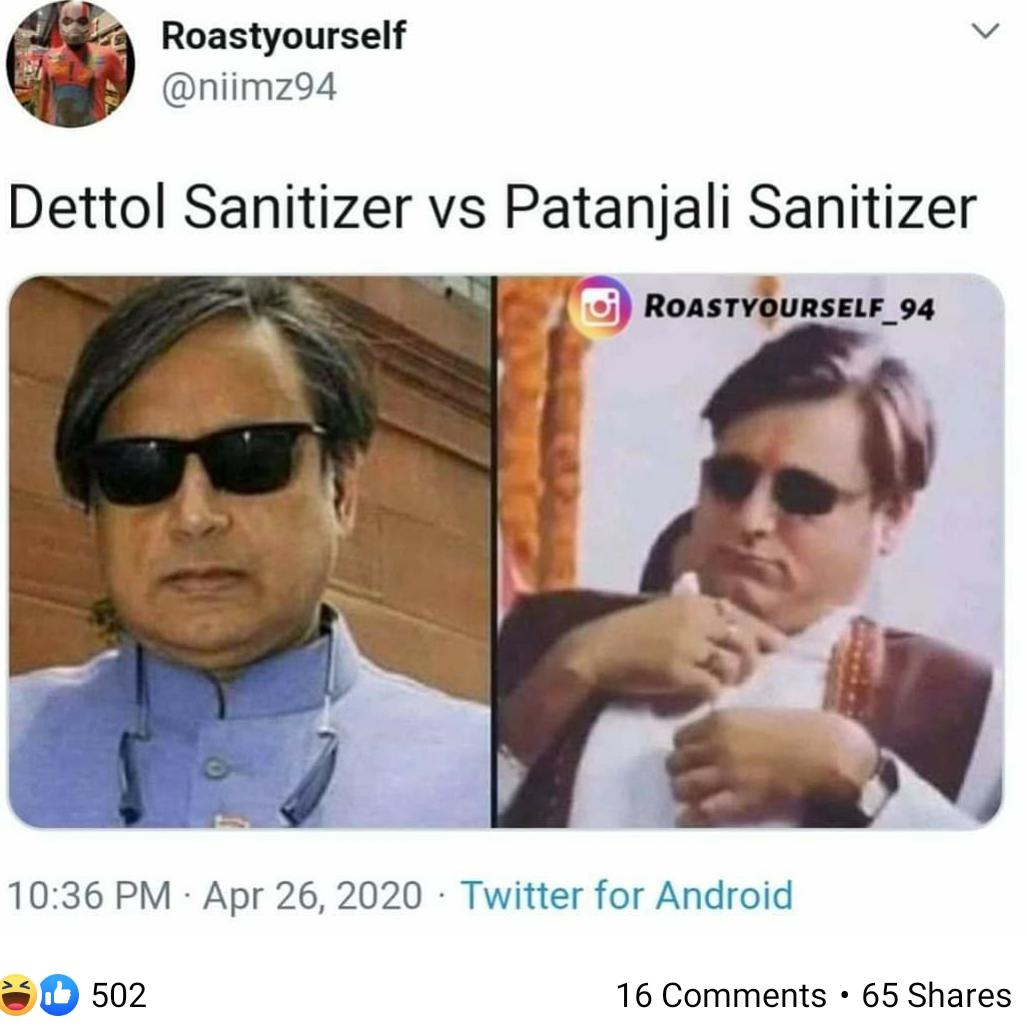 Roastyourself
@niimz94
Dettol Sanitizer vs Patanjali Sanitizer
ROASTYOURSELF_94
10:36 PM · Apr 26, 2020 · Twitter for Android
502
16 Comments • 65 Shares